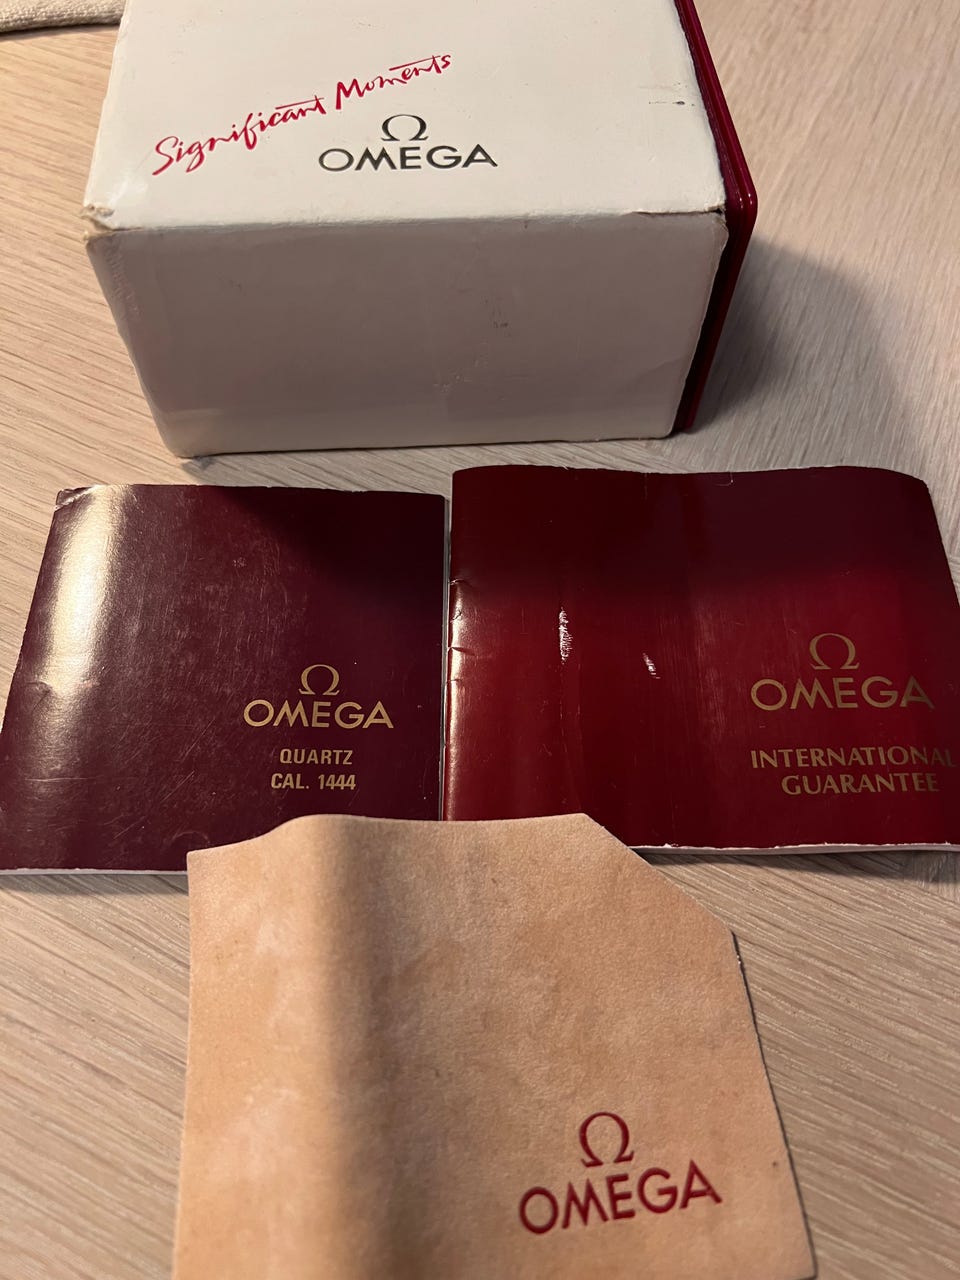 Significant Moments
Ω
OMEGA
Ω
OMEGA
QUARTZ
CAL. 1444
Ω
OMEGA
INTERNATIONAL
GUARANTEE
Ω
OMEGA